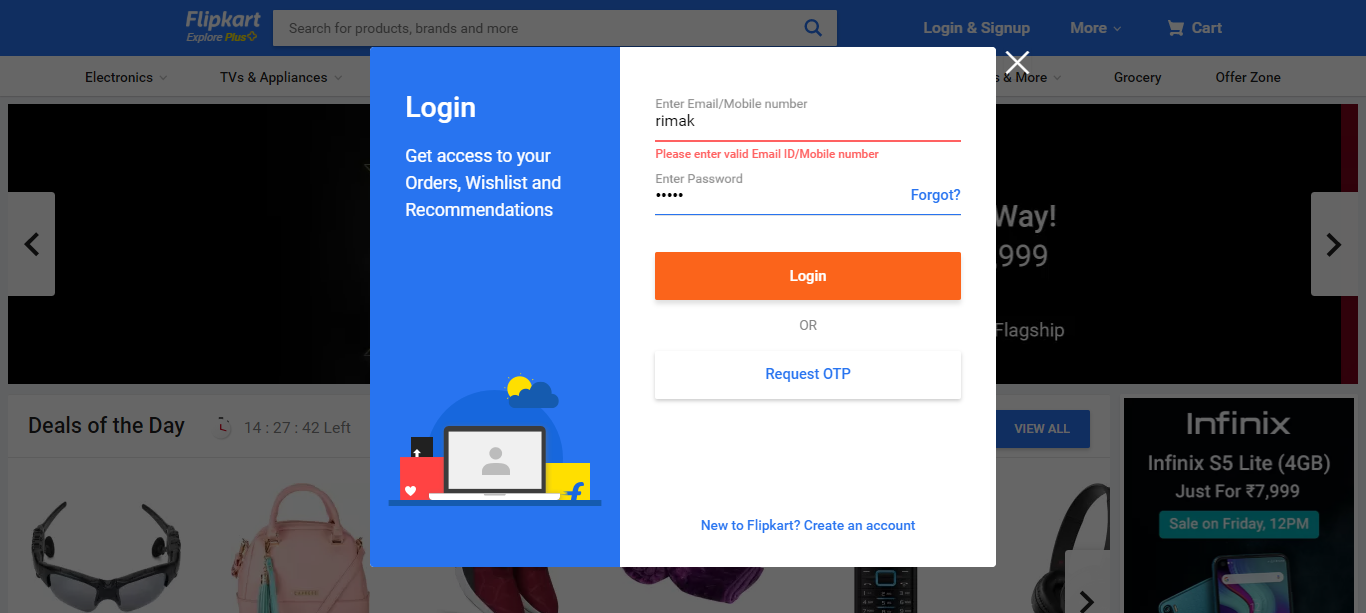 Flipkart
Explore Plus
Search for products, brands and more
Login & Signup
More
Cart
Electronics
TVs & Appliances
s & More
Grocery
Offer Zone
Login
Get access to your
Orders, Wishlist and
Recommendations
Enter Email/Mobile number
rimak
Please enter valid Email ID/Mobile number
Enter Password
•••••
Forgot?
Login
OR
Request OTP
New to Flipkart? Create an account
Way!
,999
Flagship
Deals of the Day
14 : 27 : 42 Left
VIEW ALL
Infinix
Infinix S5 Lite (4GB)
Just For ₹7,999
Sale on Friday, 12PM